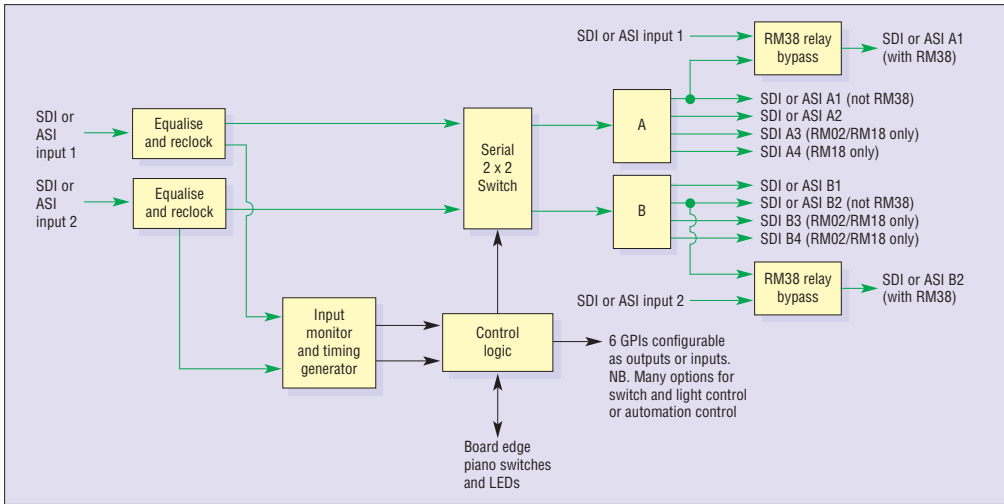 SDI or ASI input 1
RM38 relay
bypass
SDI or ASI A1
(with RM38)
SDI or
ASI
input 1
Equalise
and reclock
Serial
2 x 2
Switch
A
SDI or ASI A1 (not RM38)
SDI or ASI A2
SDI A3 (RM02/RM18 only)
SDI A4 (RM18 only)
SDI or
ASI
input 2
Equalise
and reclock
B
SDI or ASI B1
SDI or ASI B2 (not RM38)
SDI B3 (RM02/RM18 only)
SDI B4 (RM02/RM18 only)
RM38 relay
bypass
SDI or ASI B2
(with RM38)
SDI or ASI input 2
Input
monitor
and timing
generator
Control
logic
6 GPIs configurable
as outputs or inputs.
NB. Many options for
switch and light control
or automation control
Board edge
piano switches
and LEDs